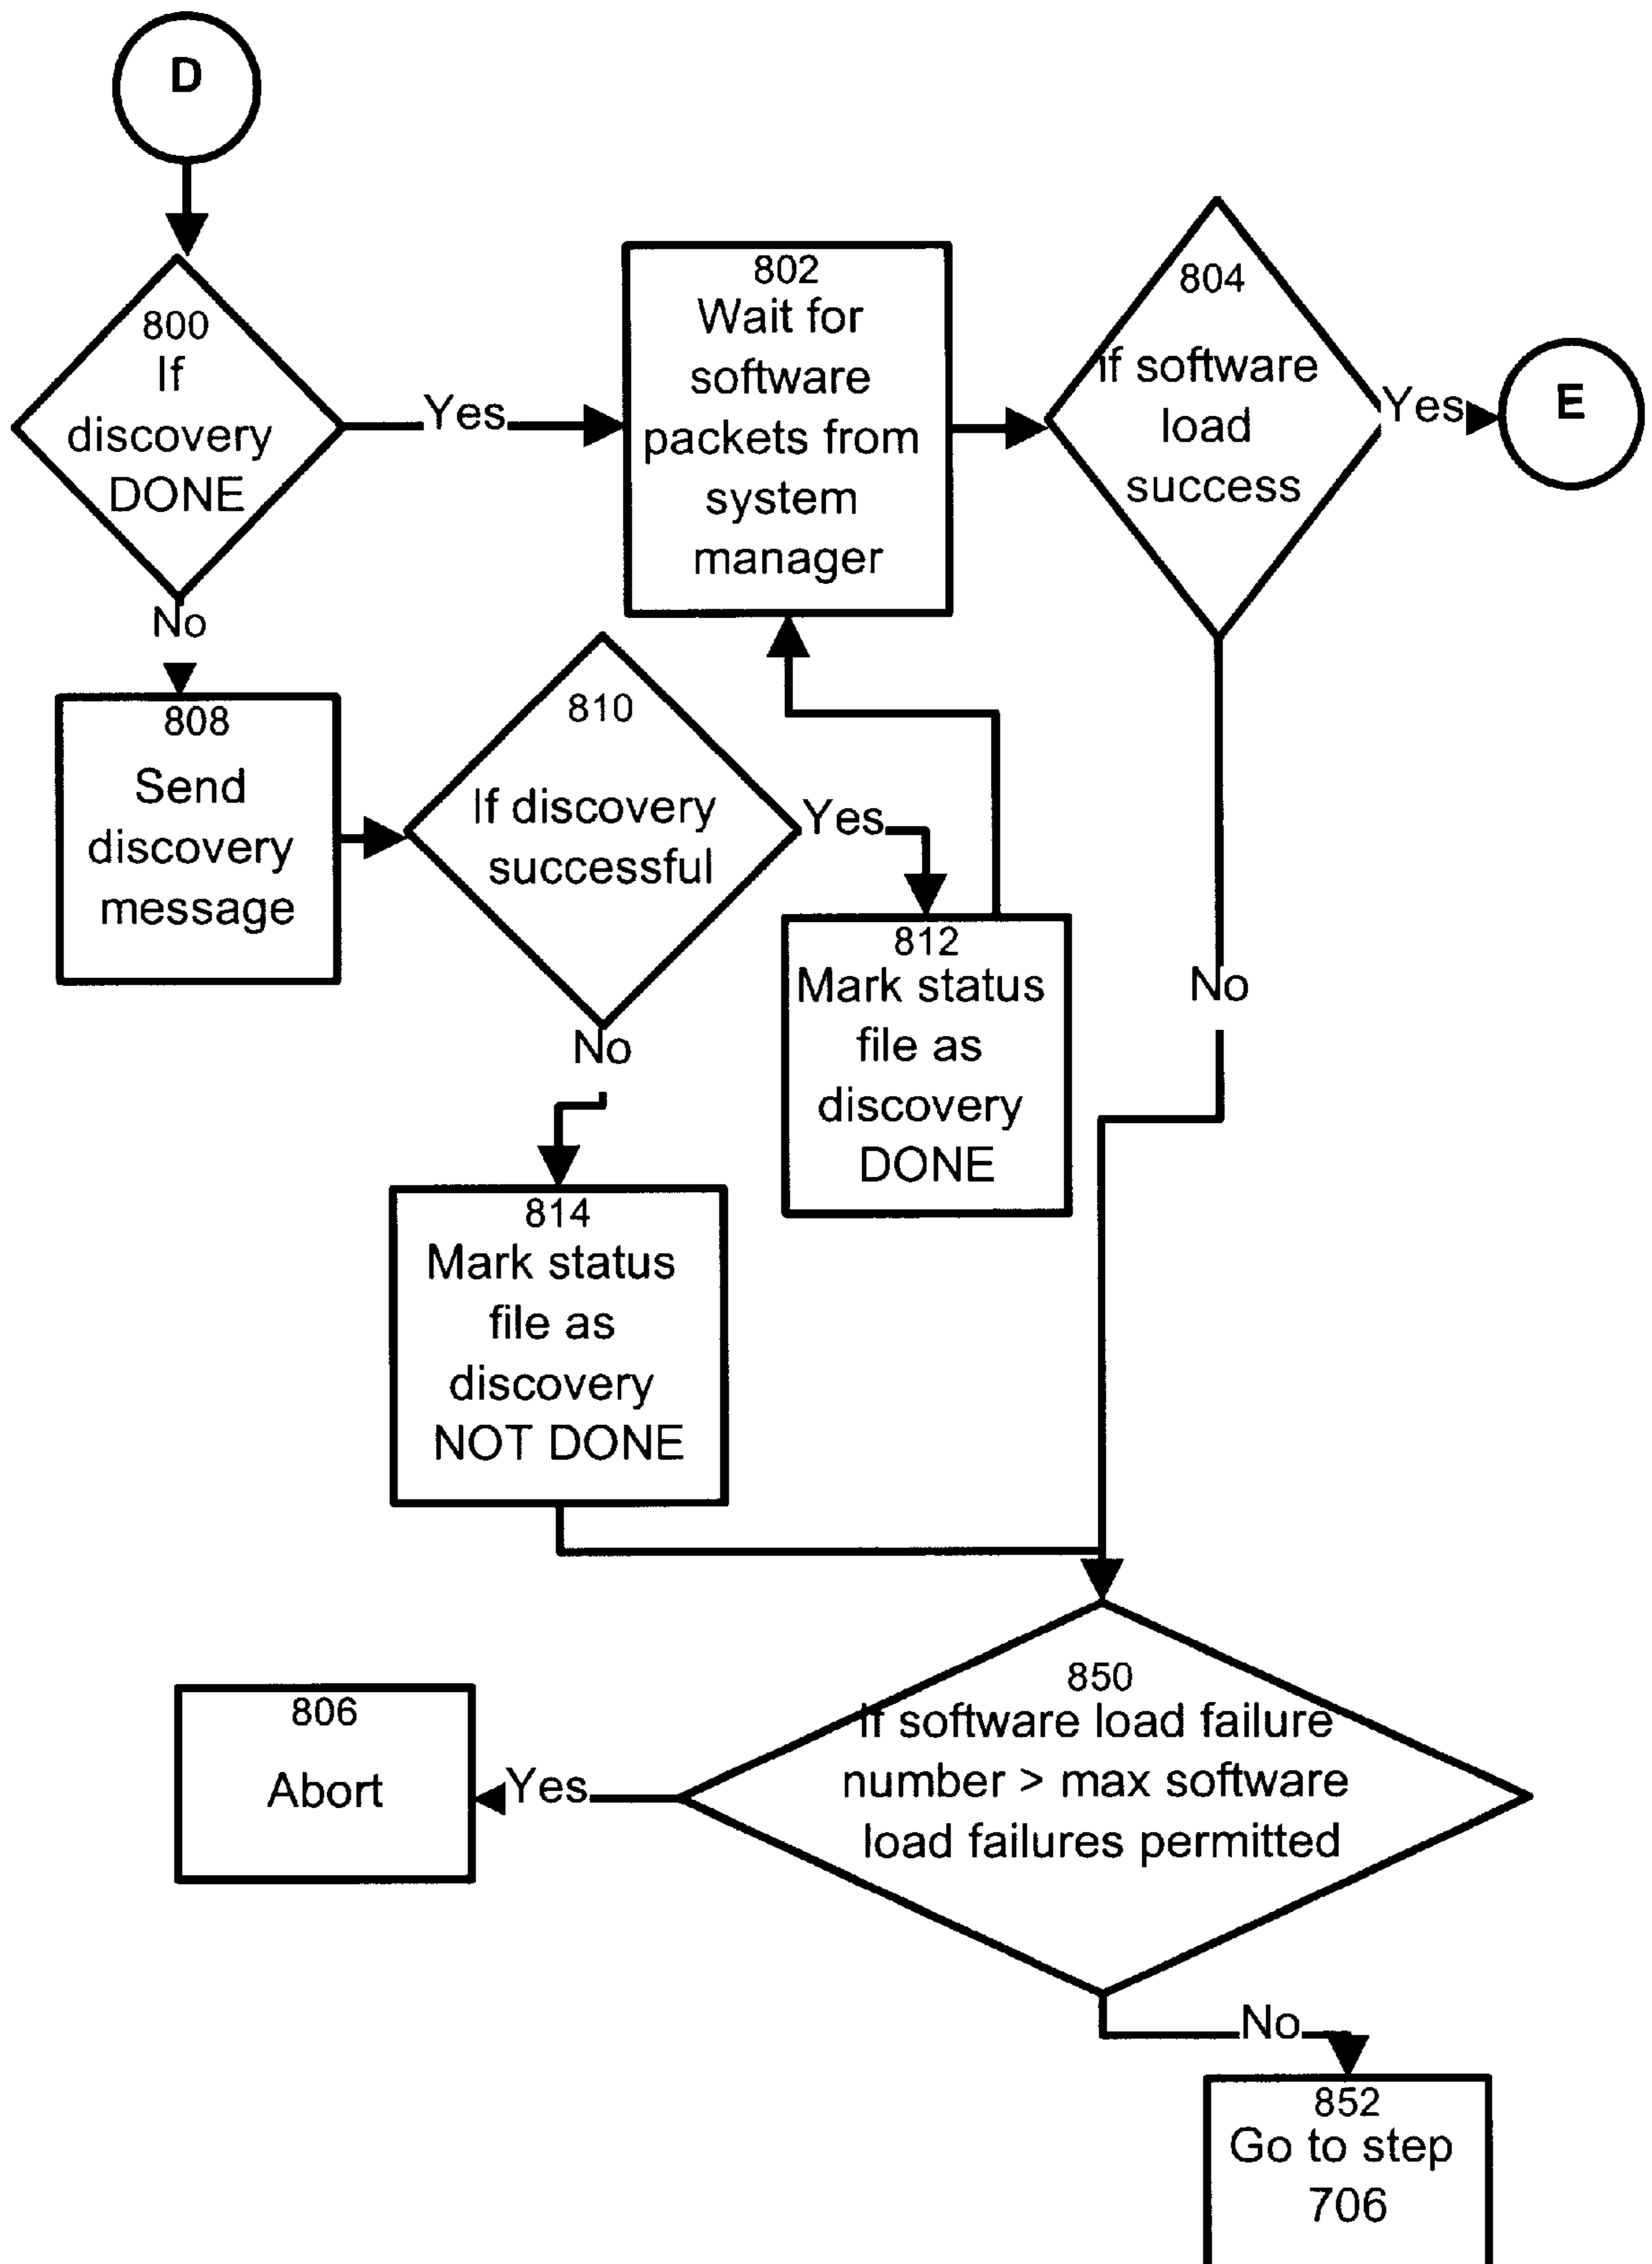 D
800
If
discovery
DONE
Yes
No
802
Wait for
software
packets from
system
manager
804
If software
load
success
Yes
E
No
808
Send
discovery
message
810
If discovery
successful
Yes
No
812
Mark status
file as
discovery
DONE
814
Mark status
file as
discovery
NOT DONE
850
If software load failure
number > max software
load failures permitted
Yes
806
Abort
No
852
Go to step
706